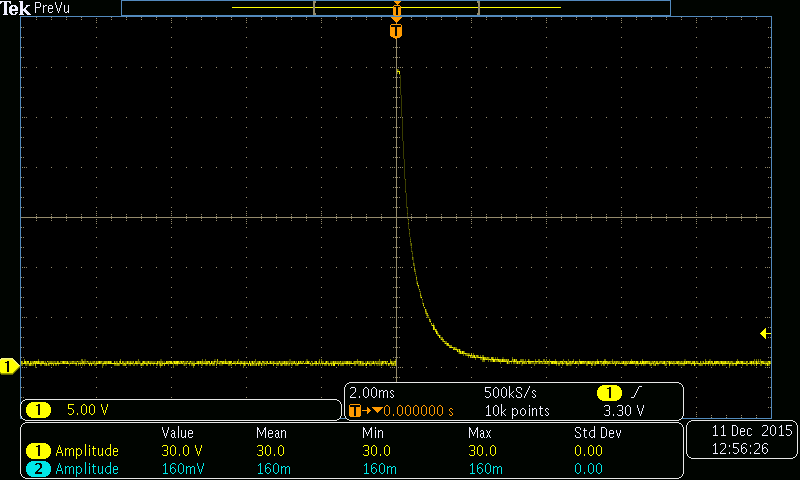 Tek PreVu
T
T
1
1 5.00 V
2.00ms 500kS/s 1
T→▼0.000000 s 10k points 3.30 V
Value Mean Min Max Std Dev
1 Amplitude 30.0 V 30.0 30.0 30.0 0.00
2 Amplitude 160mV 160m 160m 160m 0.00
11 Dec 2015
12:56:26